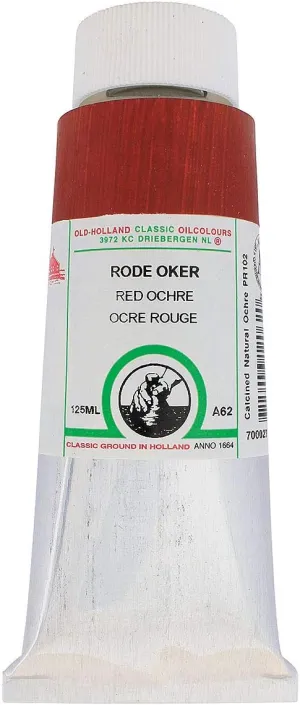 OLD-HOLLAND CLASSIC OILCOLOURS
3972 KC DRIEBERGEN NL ®
RODE OKER
RED OCHRE
OCRE ROUGE
125ML
A62
CLASSIC GROUND IN HOLLAND ANNO 1664
Calcined Natural Ochre PR102